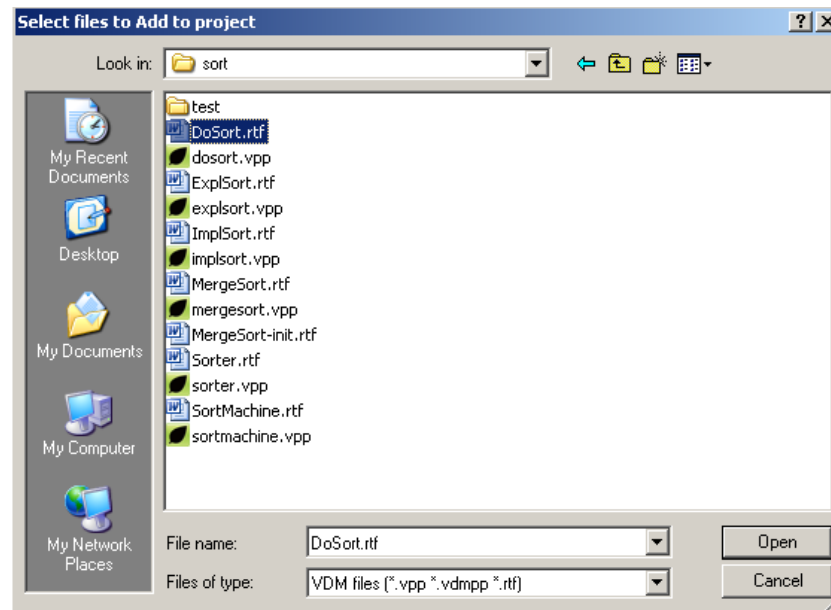 Select files to Add to project
Look in: sort
My Recent
Documents
Desktop
My Documents
My Computer
My Network
Places
test
DoSort.rtf
dosort.vpp
ExplSort.rtf
explsort.vpp
ImplSort.rtf
implsort.vpp
MergeSort.rtf
mergesort.vpp
MergeSort-init.rtf
Sorter.rtf
sorter.vpp
SortMachine.rtf
sortmachine.vpp
File name: DoSort.rtf Open
Files of type: VDM files (*.vpp *.vdmpp *.rtf) Cancel